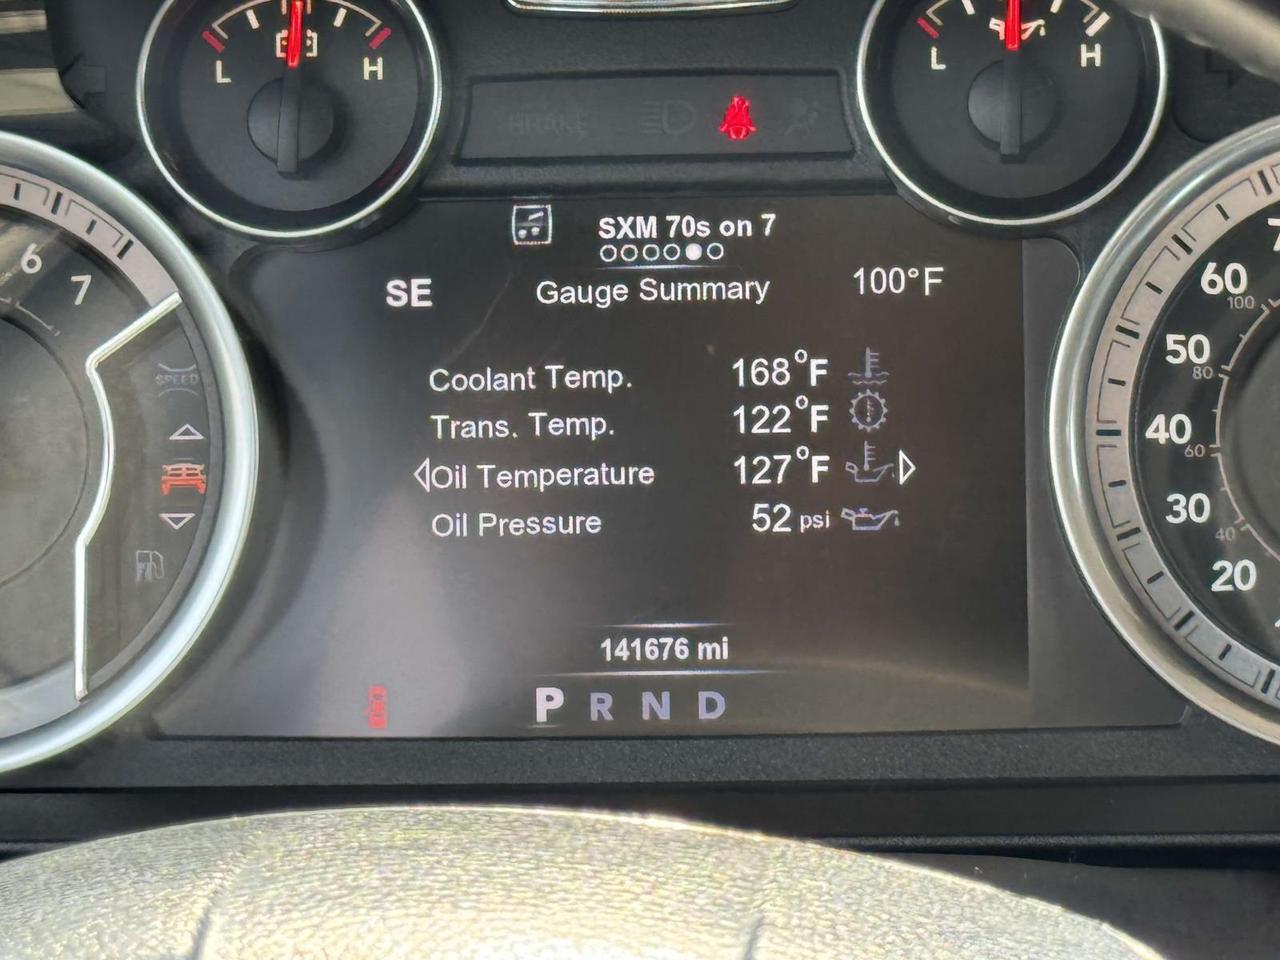 L H
L H
BRAKE
SXM 70s on 7
SE Gauge Summary 100°F
Coolant Temp. 168°F
Trans. Temp. 122°F
Oil Temperature 127°F
Oil Pressure 52 psi
141676 mi
P R N D
6
7
SPEED
60
100
50
80
40
60
30
40
20